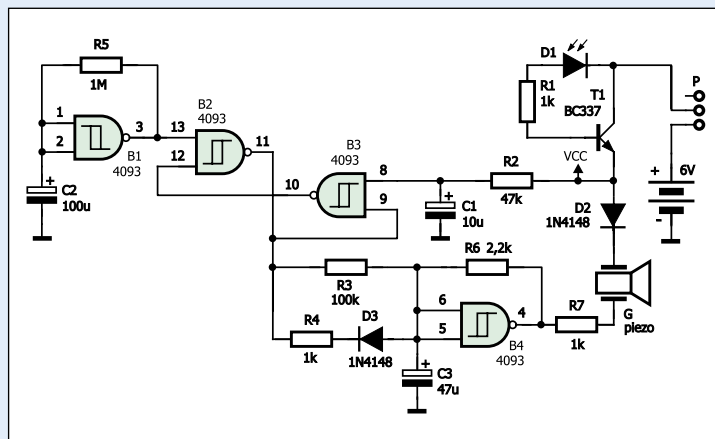 R5
1M
1
2
3
B1
4093
C2
+
100u
B2
4093
13
12
11
10
B3
4093
8
9
R2
47k
VCC
+
C1
10u
D1
R1
1k
T1
BC337
P
+
6V
-
D2
1N4148
G
piezo
R7
1k
R6 2,2k
6
5
4
B4
4093
R3
100k
R4
1k
D3
1N4148
+
C3
47u